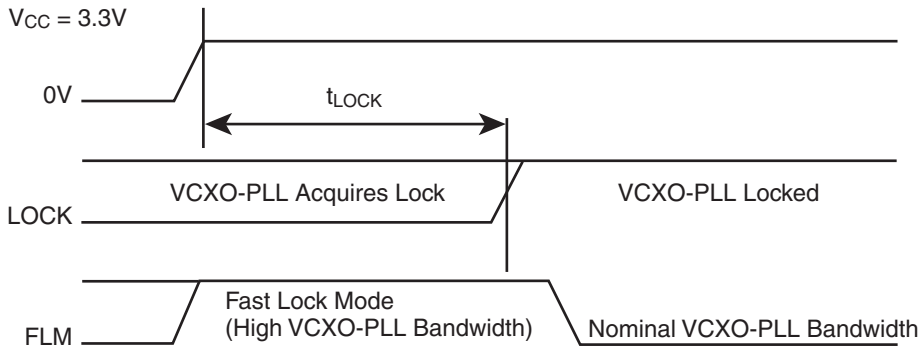 VCC = 3.3V
0V
tLOCK
VCXO-PLL Acquires Lock
VCXO-PLL Locked
LOCK
Fast Lock Mode
(High VCXO-PLL Bandwidth)
Nominal VCXO-PLL Bandwidth
FLM